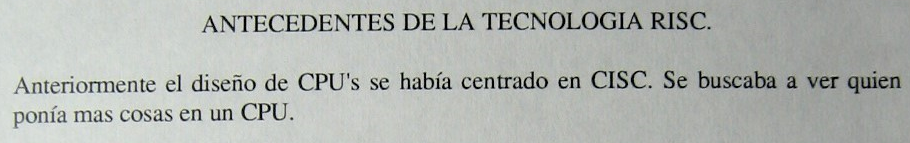 ANTECEDENTES DE LA TECNOLOGIA RISC.
Anteriormente el diseño de CPU's se había centrado en CISC. Se buscaba a ver quien
ponía mas cosas en un CPU.